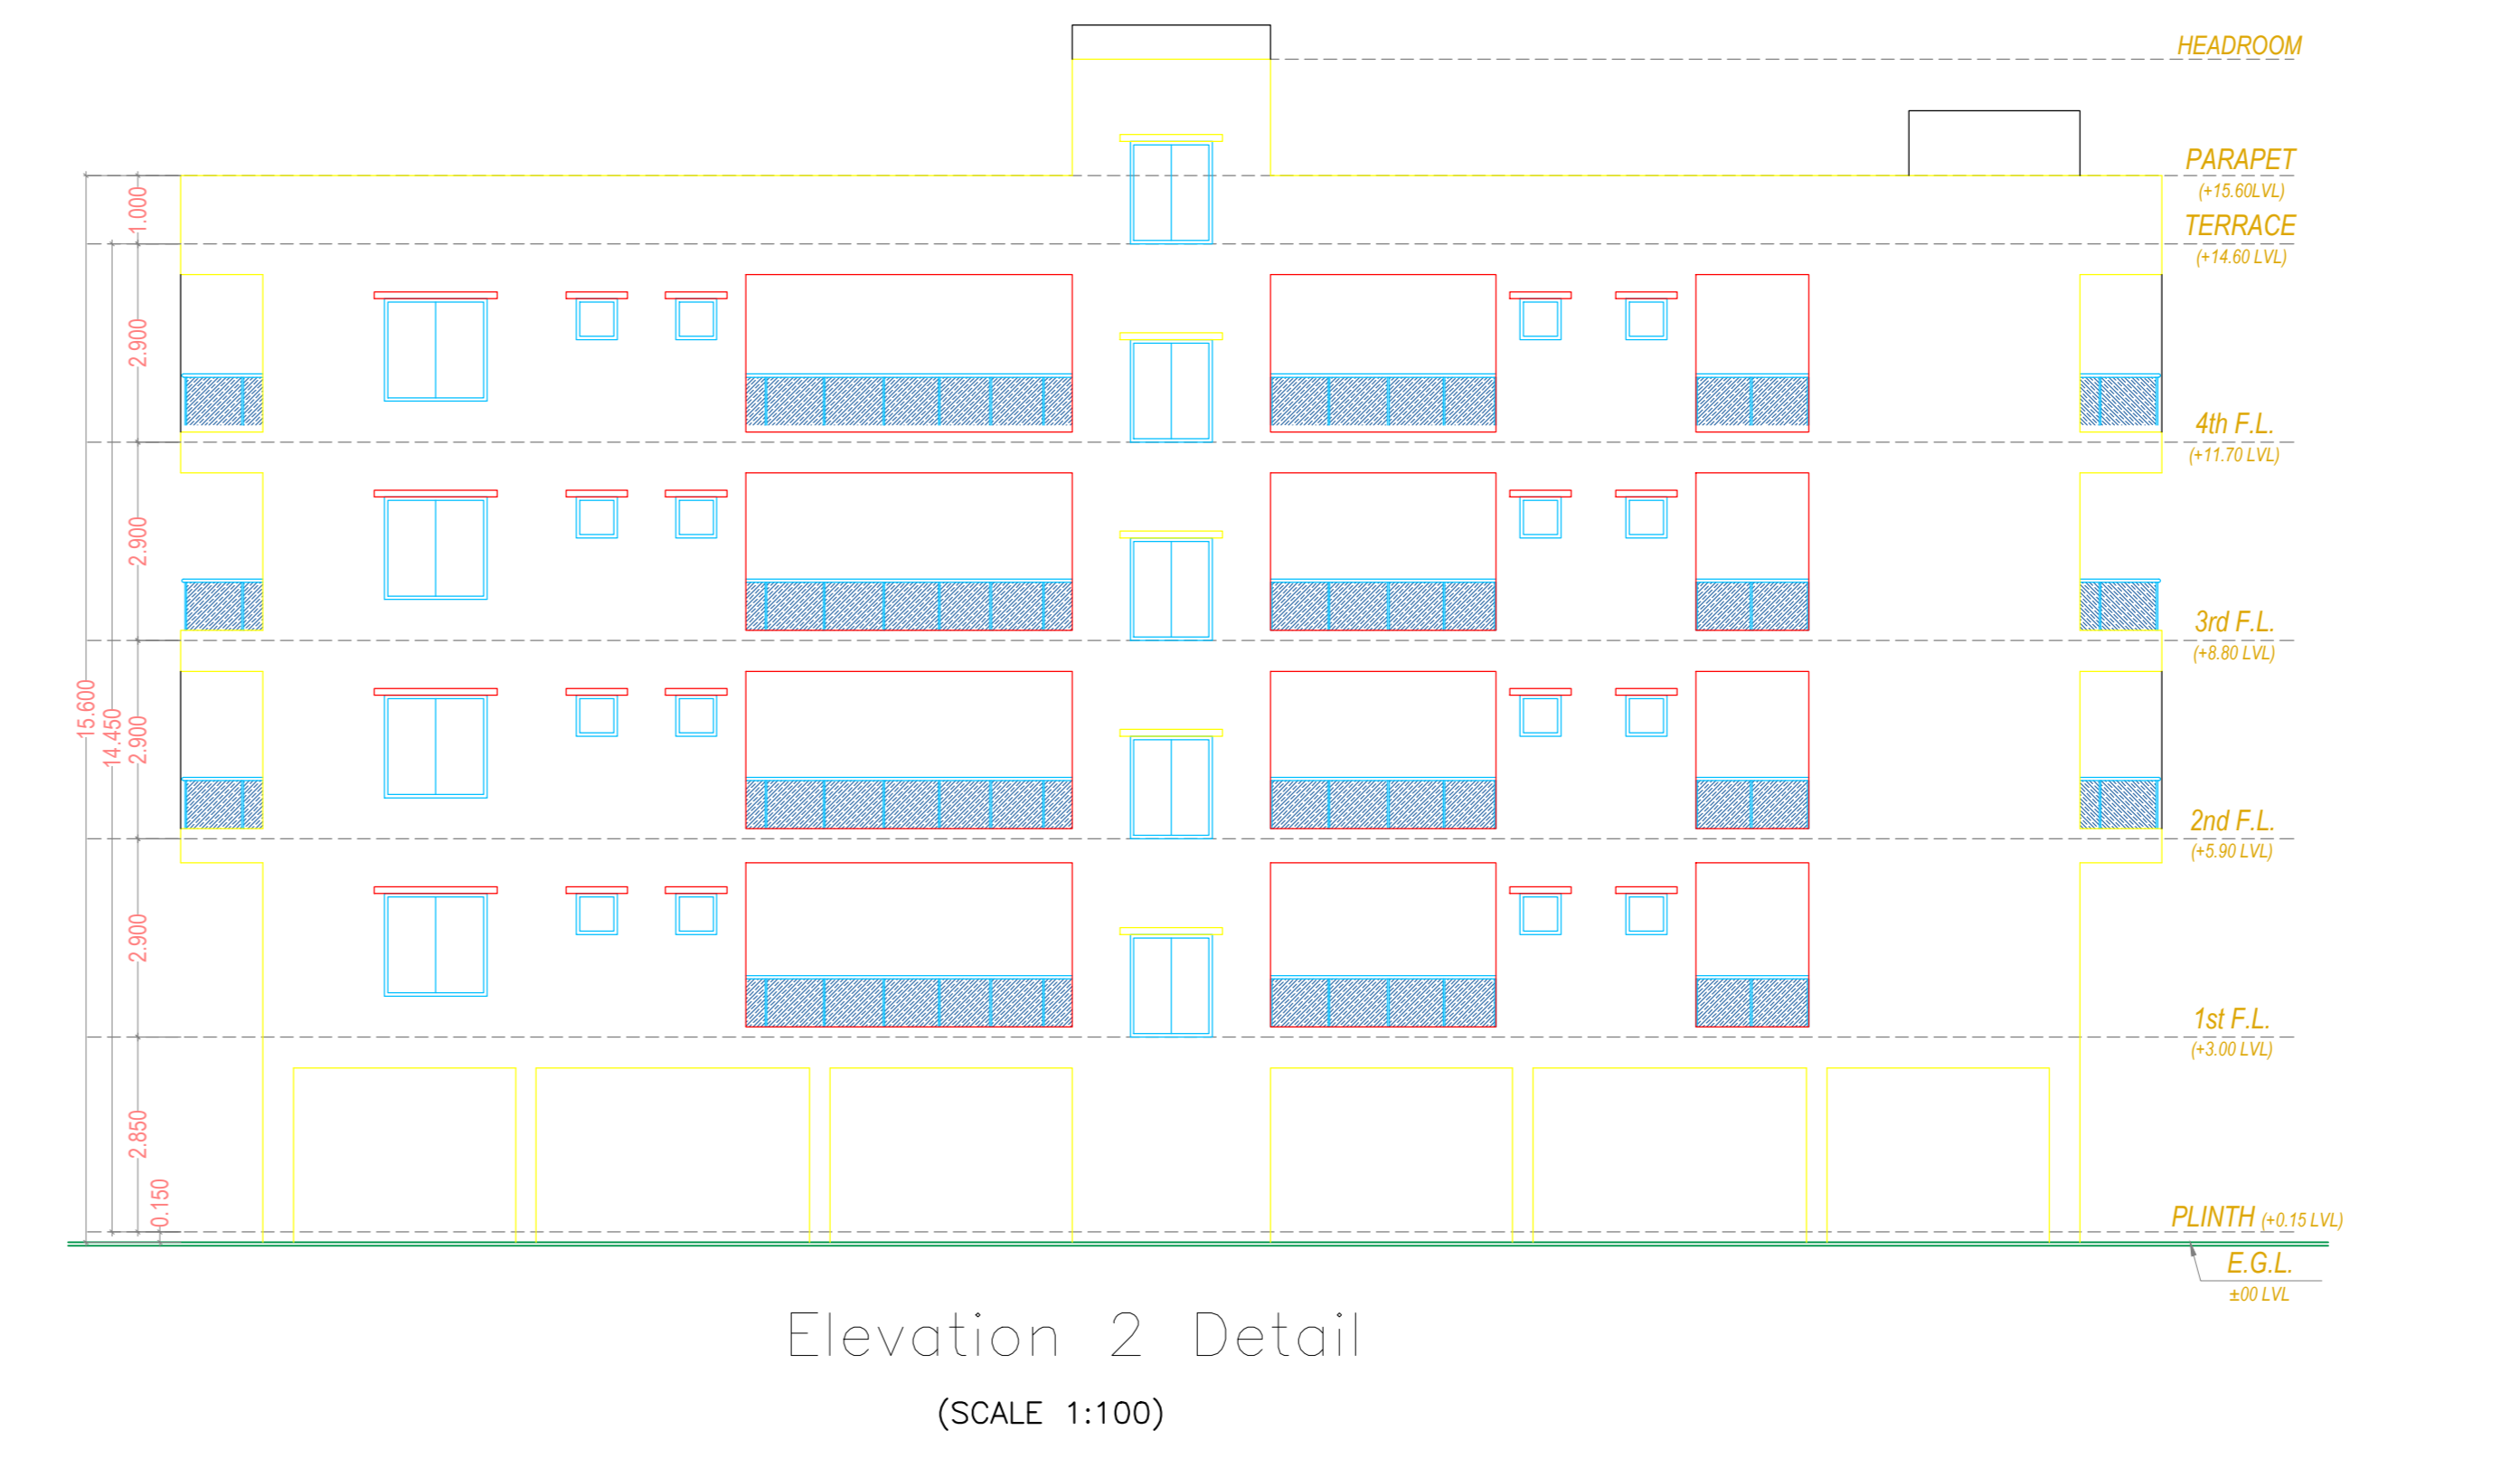 HEADROOM
PARAPET
(+15.60LVL)
TERRACE
(+14.60 LVL)
4th F.L.
(+11.70 LVL)
3rd F.L.
(+8.80 LVL)
2nd F.L.
(+5.90 LVL)
1st F.L.
(+3.00 LVL)
PLINTH (+0.15 LVL)
E.G.L.
±00 LVL
1.000
2.900
2.900
15.600
14.450
2.900
2.900
2.850
0.150
Elevation 2 Detail
(SCALE 1:100)